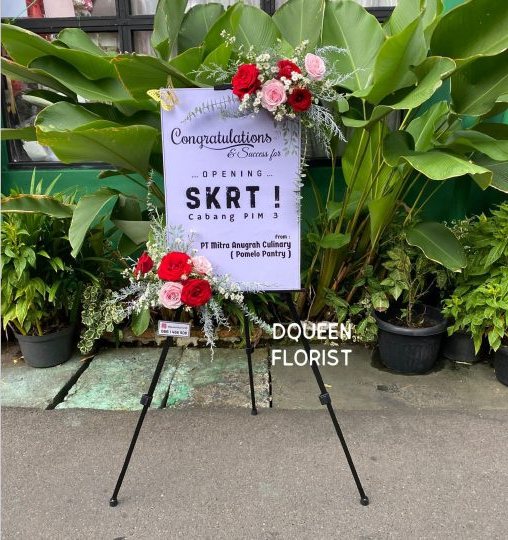 Congratulations
& Success for
... OPENING ...
SKRT !
Cabang PIM 3
from :
PT Mitra Anugrah Culinary
( Pomelo Pantry )
DQUEEN
FLORIST